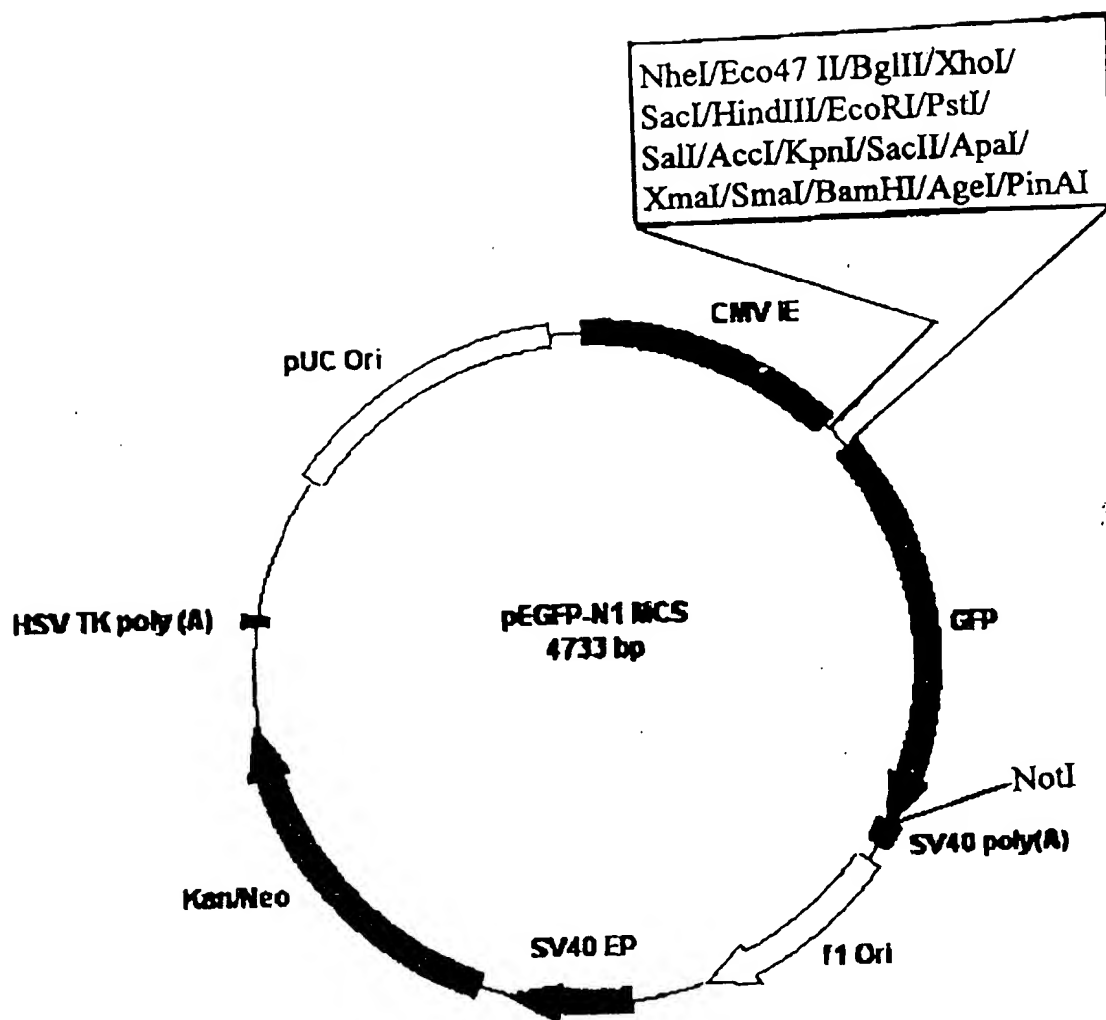 NheI/Eco47 II/BglII/XhoI/
SacI/HindIII/EcoRI/PstI/
SalI/AccI/KpnI/SacII/ApaI/
XmaI/SmaI/BamHI/AgeI/PinAI
CMV IE
pUC Ori
HSV TK poly (A)
pEGFP-N1 MCS
4733 bp
GFP
NotI
SV40 poly(A)
Kan/Neo
SV40 EP
f1 Ori